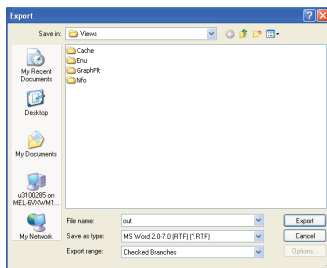 Export
Save in: Views
Cache
Enu
GraphFlt
Nfo
My Recent
Documents
Desktop
My Documents
u3100285 on
MEL-6VXWM1...
My Network
File name: out Export
Save as type: MS Word 2.0-7.0 (RTF) (*.RTF) Cancel
Export range: Checked Branches Options...